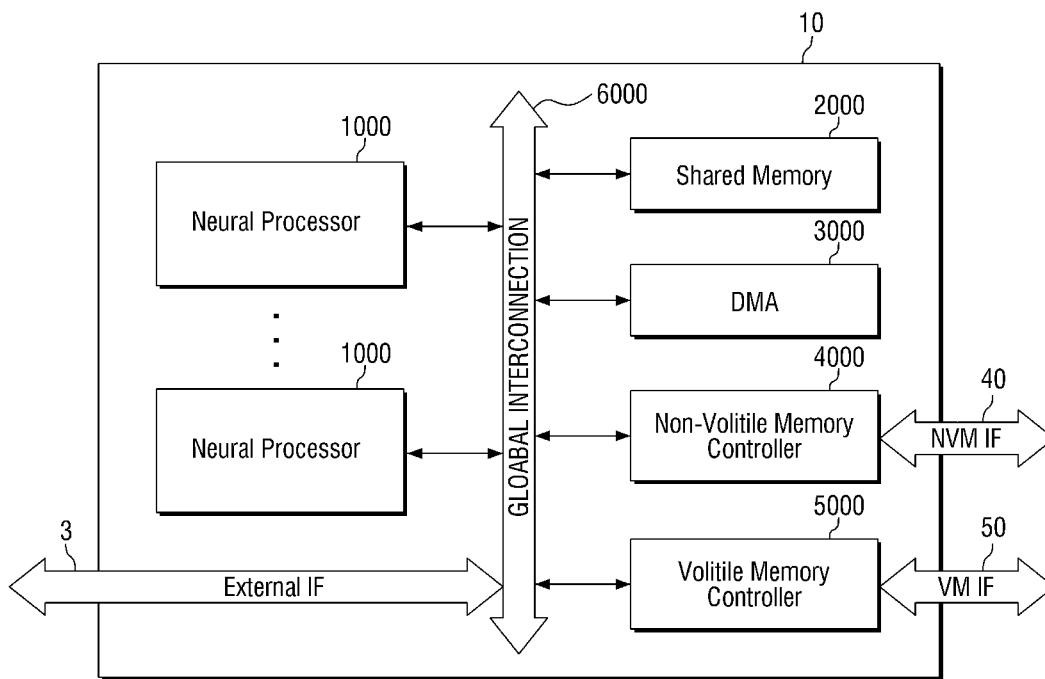 10
6000
1000
Neural Processor
1000
Neural Processor
GLOABAL INTERCONNECTION
2000
Shared Memory
3000
DMA
4000
Non-Volitile Memory
Controller
40
NVM IF
5000
Volitile Memory
Controller
50
VM IF
3
External IF